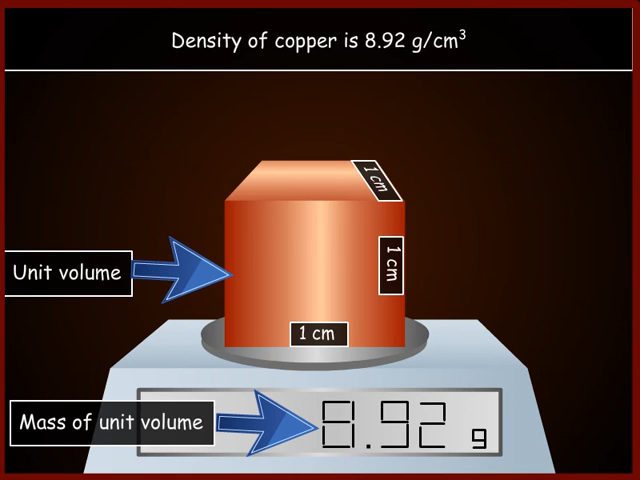 Density of copper is 8.92 g/cm³
1 cm
1 cm
Unit volume
1 cm
Mass of unit volume
8.92 g